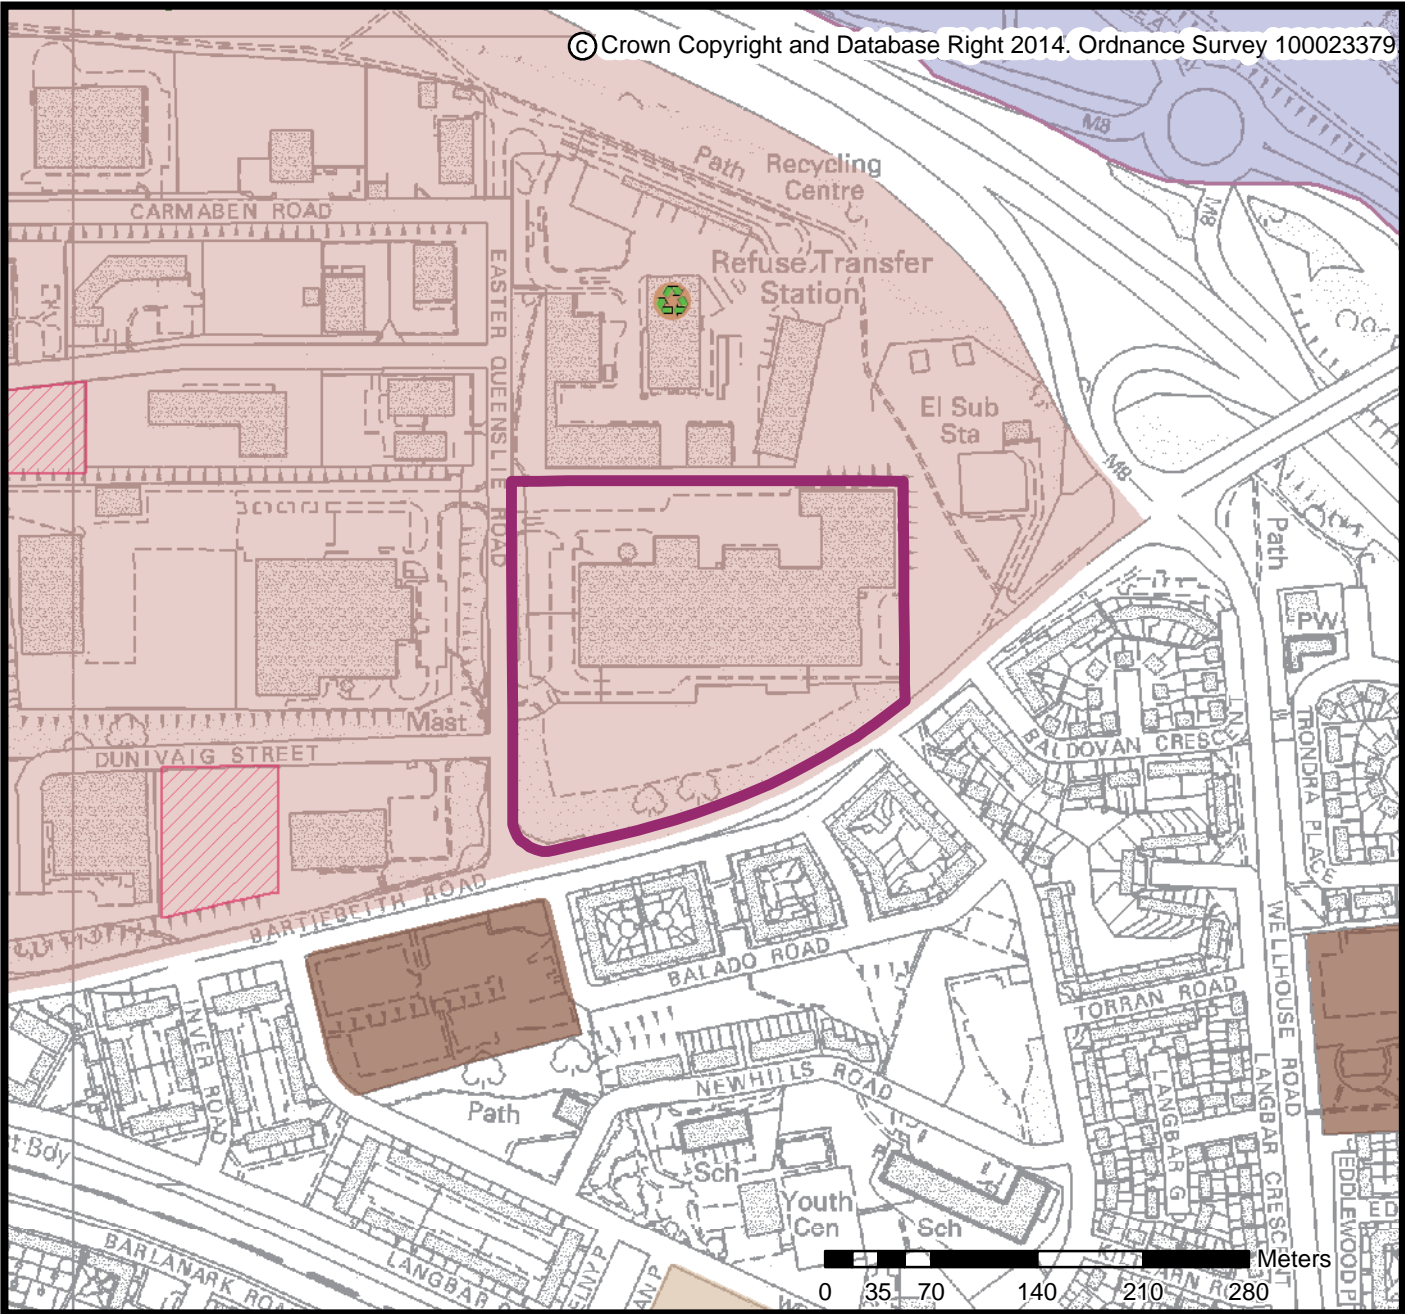 © Crown Copyright and Database Right 2014. Ordnance Survey 100023379
M8
Path
Recycling
Centre
CARMABEN ROAD
M8
EASTER QUEENSLIE ROAD
Refuse Transfer
Station
El Sub
Sta
M8
Path
PW
Mast
DUNIVAIG STREET
BALDOVAN CRESCENT
TRONDRA PLACE
BARTIEBEITH ROAD
BALADO ROAD
WELLHOUSE ROAD
TORRAN ROAD
INVER ROAD
NEWHILLS ROAD
Path
LANGBAR G
LANGBAR CRESCENT
t Bdy
Sch
Youth
Cen
Sch
EDDLEWOOD P
ED
BARLANARK ROA
LANGBAR
Meters
0 35 70 140 210 280